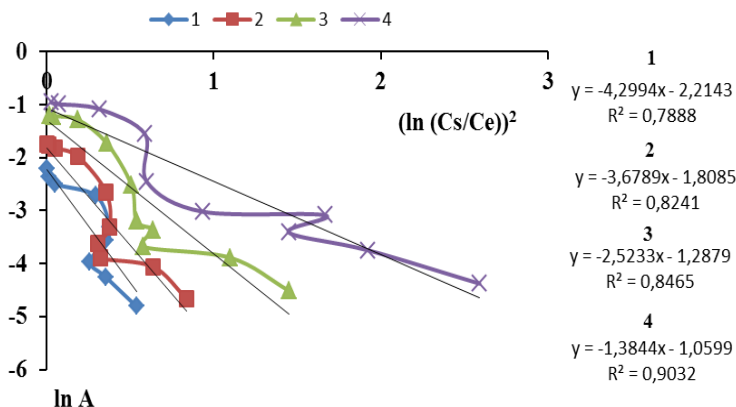 1 2 3 4
0
0 1 2 3
-1
-2
-3
-4
-5
-6
(ln (Cs/Ce))²
ln A
1
y = -4,2994x - 2,2143
R² = 0,7888
2
y = -3,6789x - 1,8085
R² = 0,8241
3
y = -2,5233x - 1,2879
R² = 0,8465
4
y = -1,3844x - 1,0599
R² = 0,9032